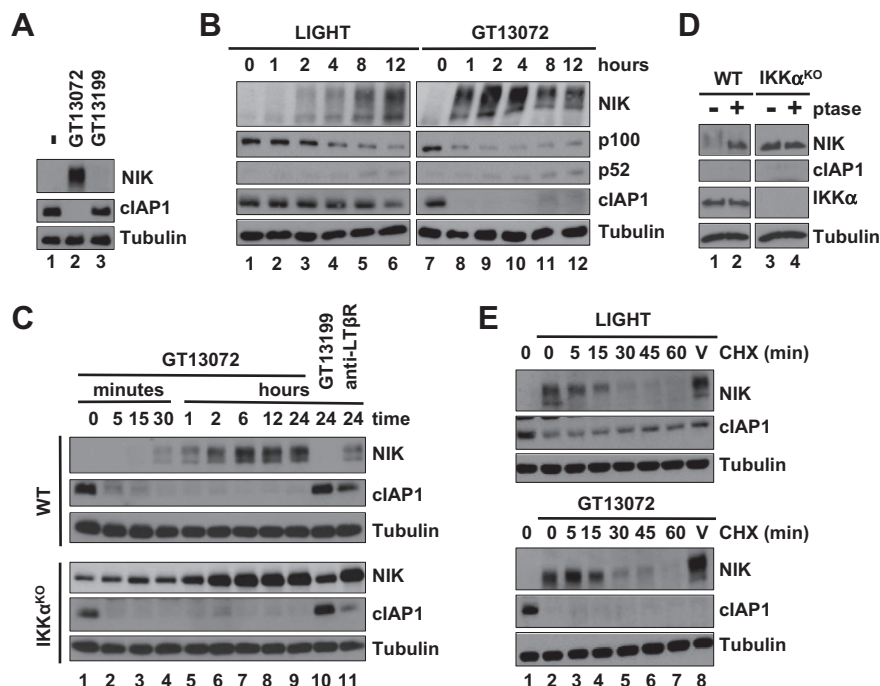 A
-
GT13072
GT13199
NIK
cIAP1
Tubulin
1 2 3
B
LIGHT GT13072
0 1 2 4 8 12 0 1 2 4 8 12 hours
NIK
p100
p52
cIAP1
Tubulin
1 2 3 4 5 6 7 8 9 10 11 12
D
WT IKKαKO
- + - + ptase
NIK
cIAP1
IKKα
Tubulin
1 2 3 4
C
GT13072
GT13199
anti-LTβR
minutes hours
0 5 15 30 1 2 6 12 24 24 24 time
WT
NIK
cIAP1
Tubulin
IKKαKO
NIK
cIAP1
Tubulin
1 2 3 4 5 6 7 8 9 10 11
E
LIGHT
0 0 5 15 30 45 60 V CHX (min)
NIK
cIAP1
Tubulin
GT13072
0 0 5 15 30 45 60 V CHX (min)
NIK
cIAP1
Tubulin
1 2 3 4 5 6 7 8